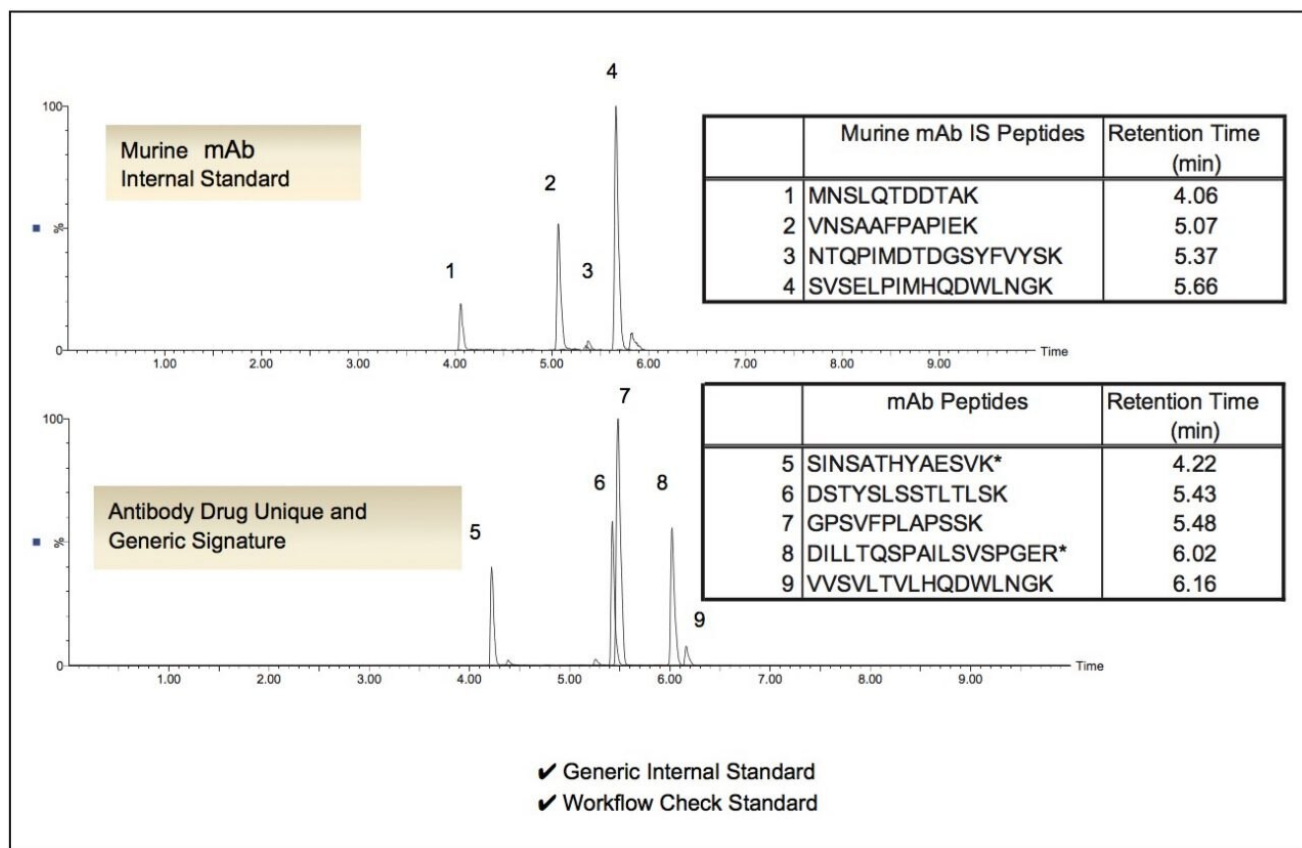 4
100
%
0
Murine mAb
Internal Standard
1
2
3
1.00 2.00 3.00 4.00 5.00 6.00 7.00 8.00 9.00 Time
Murine mAb IS Peptides Retention Time
(min)
1 MNSLQTDDTAK 4.06
2 VNSAAFPAPIEK 5.07
3 NTQPIMDTDGSYFVYSK 5.37
4 SVSELPIMHQDWLNGK 5.66
7
100
%
0
Antibody Drug Unique and
Generic Signature
5
6
8
9
1.00 2.00 3.00 4.00 5.00 6.00 7.00 8.00 9.00 Time
mAb Peptides Retention Time
(min)
5 SINSATHYAESVK* 4.22
6 DSTYSLSSTLTLSK 5.43
7 GPSVFPLAPSSK 5.48
8 DILLTQSPAILSVSPGER* 6.02
9 VVSVLTVLHQDWLNGK 6.16
✔ Generic Internal Standard
✔ Workflow Check Standard